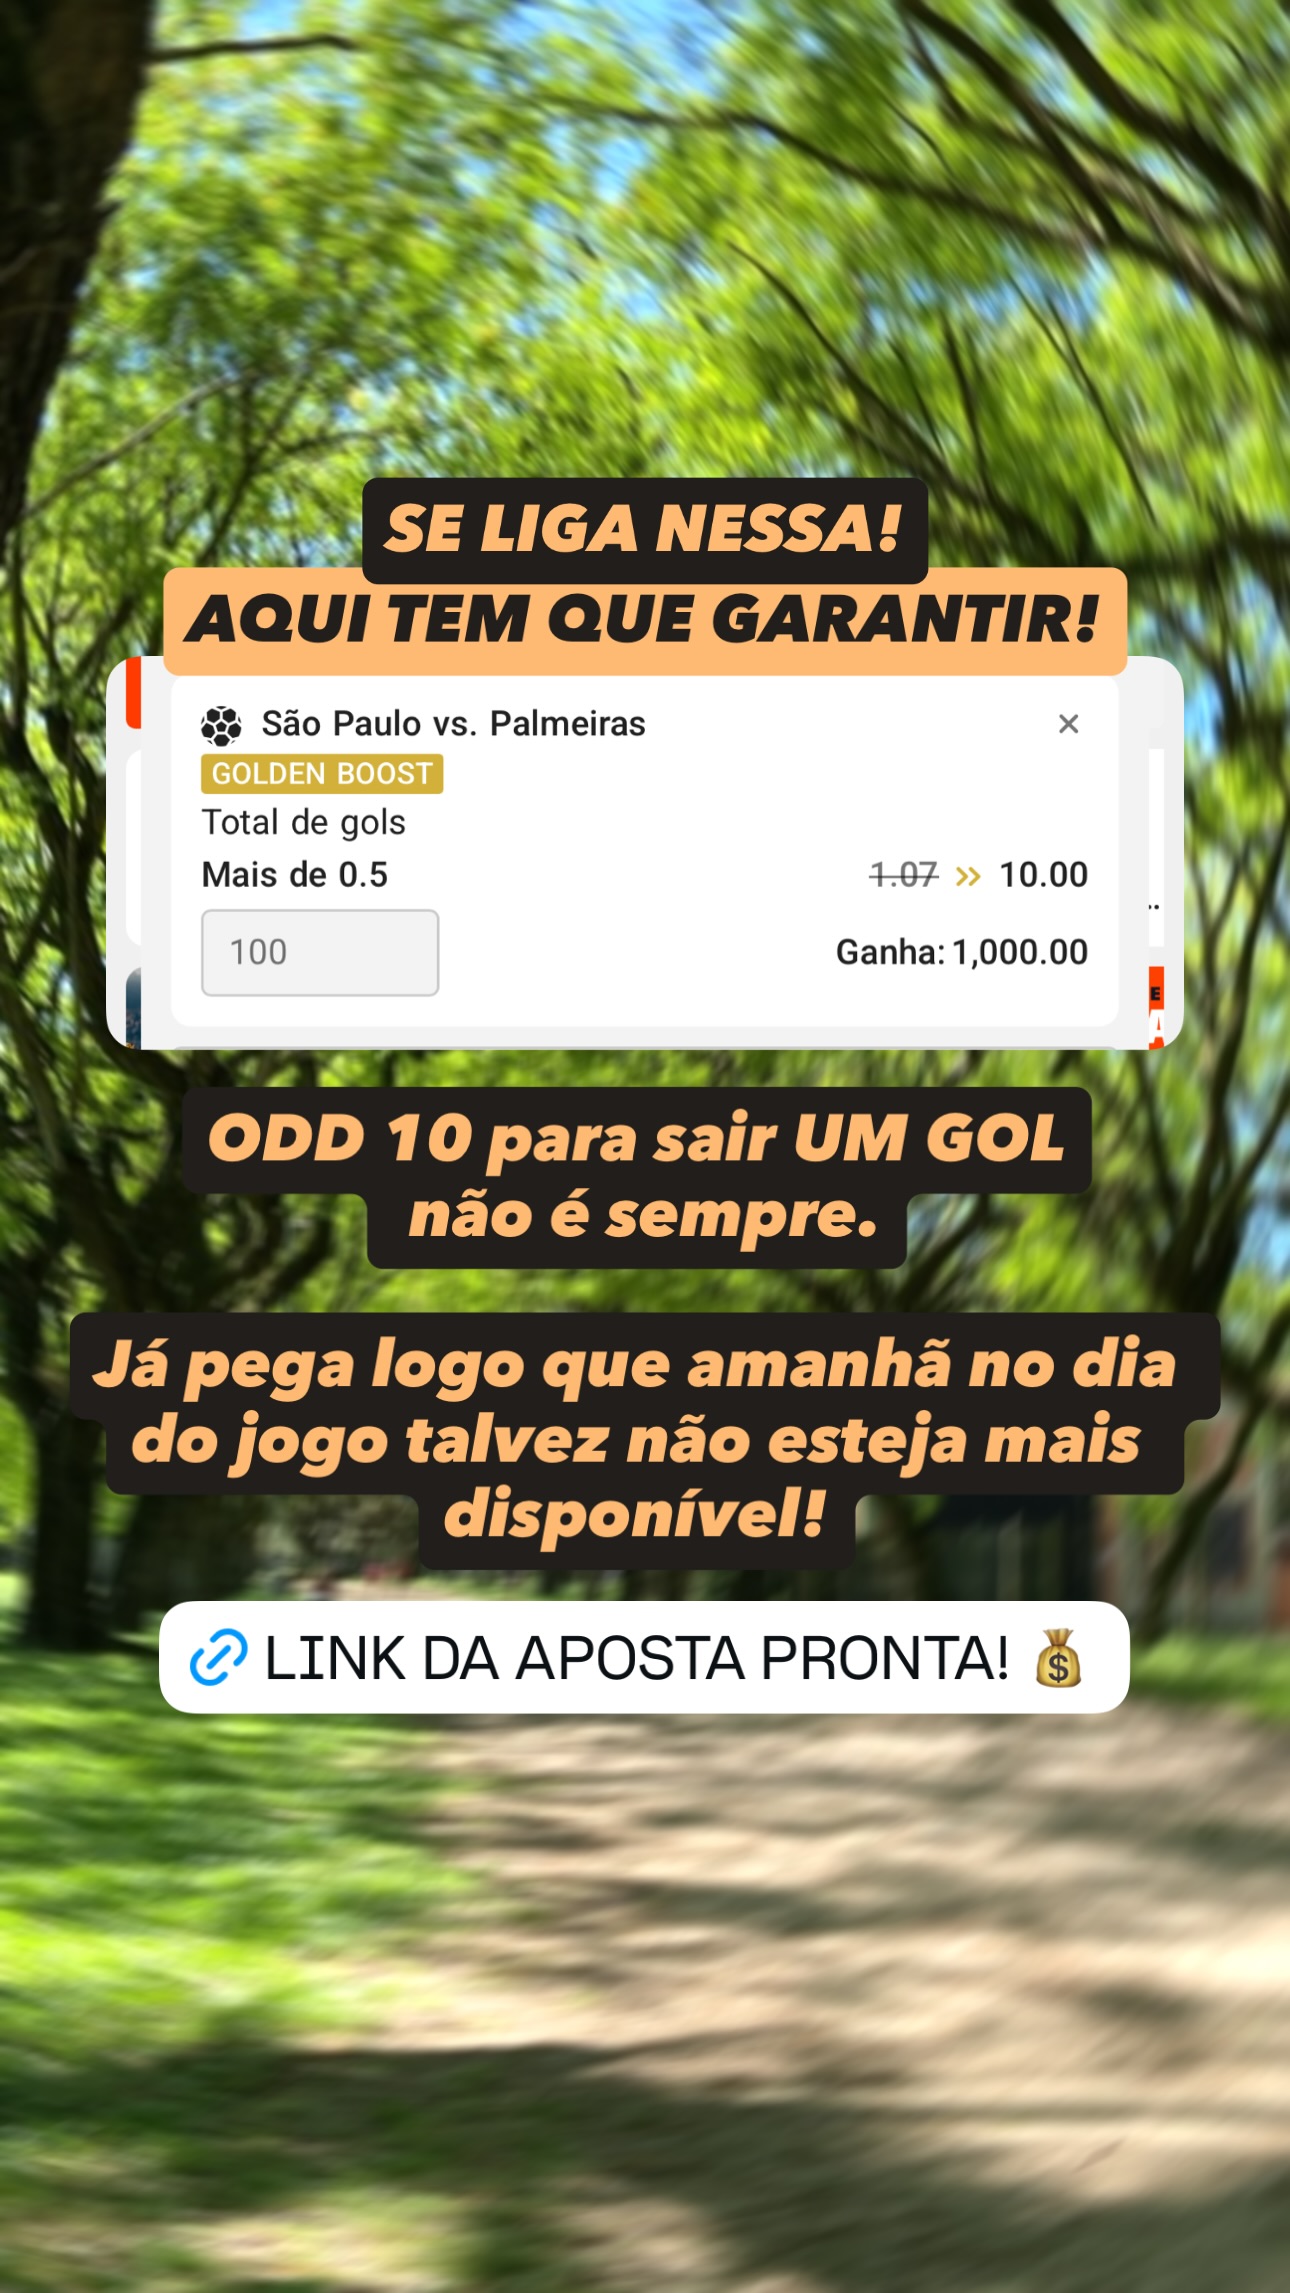 SE LIGA NESSA!
AQUI TEM QUE GARANTIR!
São Paulo vs. Palmeiras
GOLDEN BOOST
Total de gols
Mais de 0.5
1.07 » 10.00
100
Ganha: 1,000.00
..
E
A
ODD 10 para sair UM GOL
não é sempre.
Já pega logo que amanhã no dia
do jogo talvez não esteja mais
disponível!
LINK DA APOSTA PRONTA! 💰